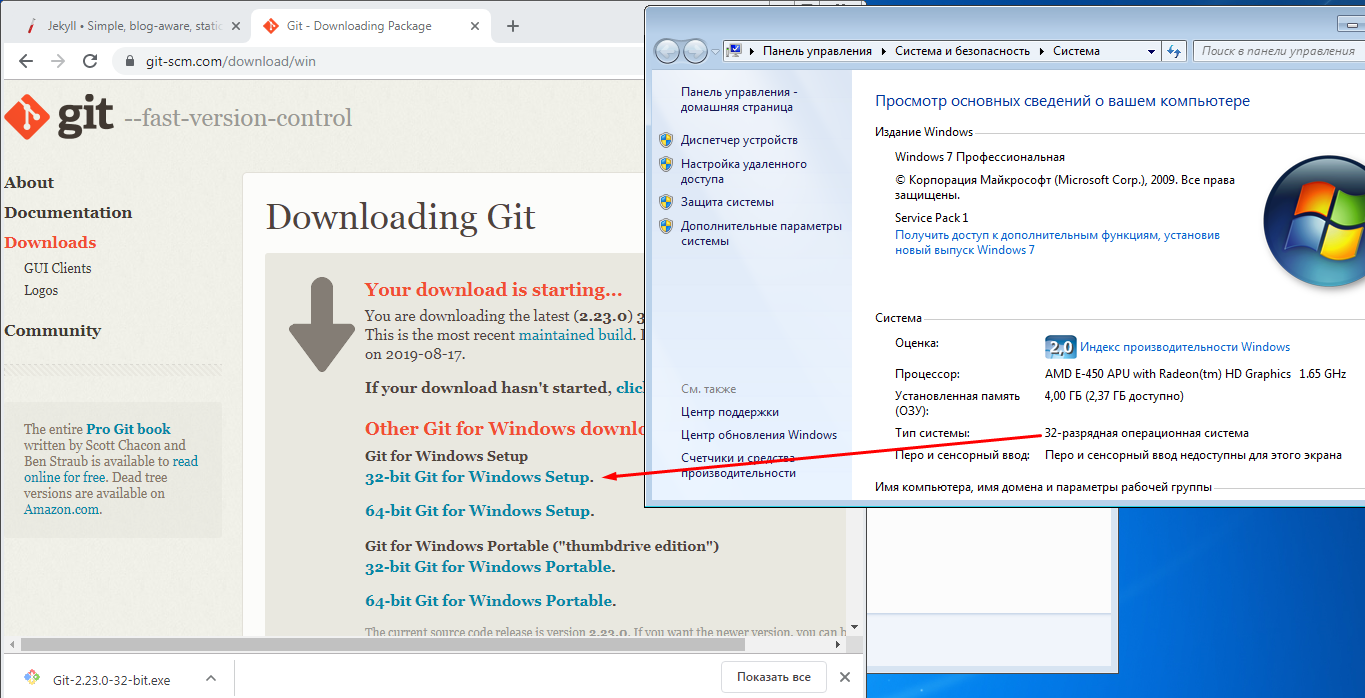 Jekyll • Simple, blog-aware, static
Git - Downloading Package
git-scm.com/download/win
git --fast-version-control
About
Documentation
Downloads
GUI Clients
Logos
Community
The entire Pro Git book
written by Scott Chacon and
Ben Straub is available to read
online for free. Dead tree
versions are available on
Amazon.com.
Downloading Git
Your download is starting...
You are downloading the latest (2.23.0) 3
This is the most recent maintained build.
on 2019-08-17.
If your download hasn't started,
Other Git for Windows
Git for Windows Setup
32-bit Git for Windows Setup.
64-bit Git for Windows Setup.
Git for Windows Portable ("thumbdrive edition")
32-bit Git for Windows Portable.
64-bit Git for Windows Portable.
The current source code release is version 2.23.0. If you want the newer version, you can
Git-2.23.0-32-bit.exe
Показать все
Панель управления
Система и безопасность
Система
Поиск в панели управления
Панель управления -
домашняя страница
Диспетчер устройств
Настройка удаленного
доступа
Защита системы
Дополнительные параметры
системы
См. также
Центр поддержки
Центр обновления Windows
Счетчики и средства
производительности
Просмотр основных сведений о вашем компьютере
Издание Windows
Windows 7 Профессиональная
© Корпорация Майкрософт (Microsoft Corp.), 2009. Все права
защищены.
Service Pack 1
Получить доступ к дополнительным функциям, установив
новый выпуск Windows 7
Система
Оценка: 2,0 Индекс производительности Windows
Процессор: AMD E-450 APU with Radeon(tm) HD Graphics 1.65 GHz
Установленная память 4,00 ГБ (2,37 ГБ доступно)
(ОЗУ):
Тип системы: 32-разрядная операционная система
Перо и сенсорный ввод: Перо и сенсорный ввод недоступны для этого экрана
Имя компьютера, имя домена и параметры рабочей группы